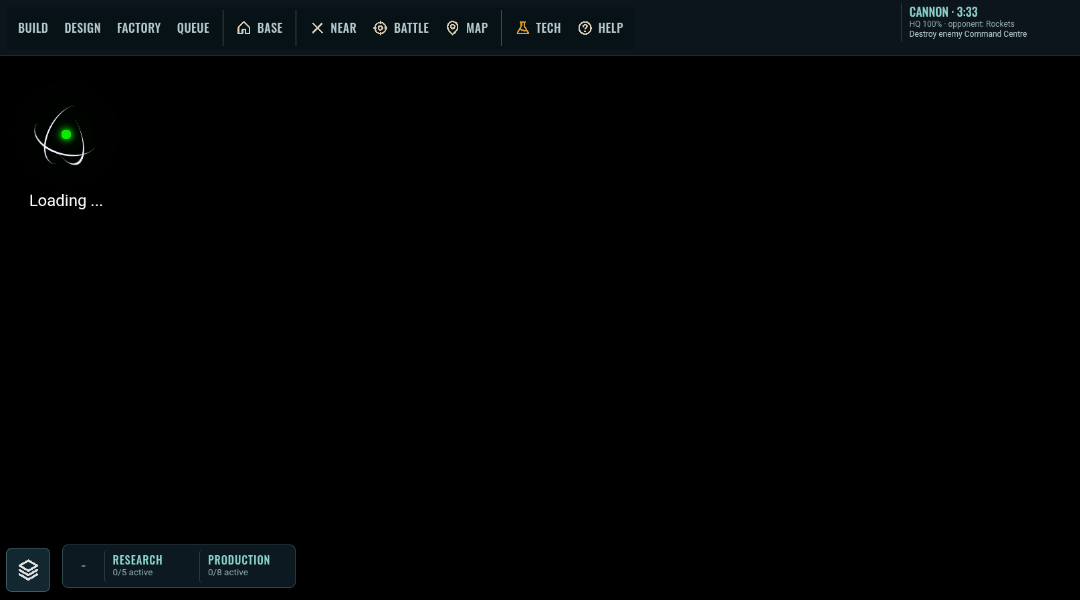 BUILD DESIGN FACTORY QUEUE BASE NEAR BATTLE MAP TECH HELP
CANNON · 3:33
HQ 100% · opponent: Rockets
Destroy enemy Command Centre
Loading ...
-
RESEARCH
0/5 active
PRODUCTION
0/8 active